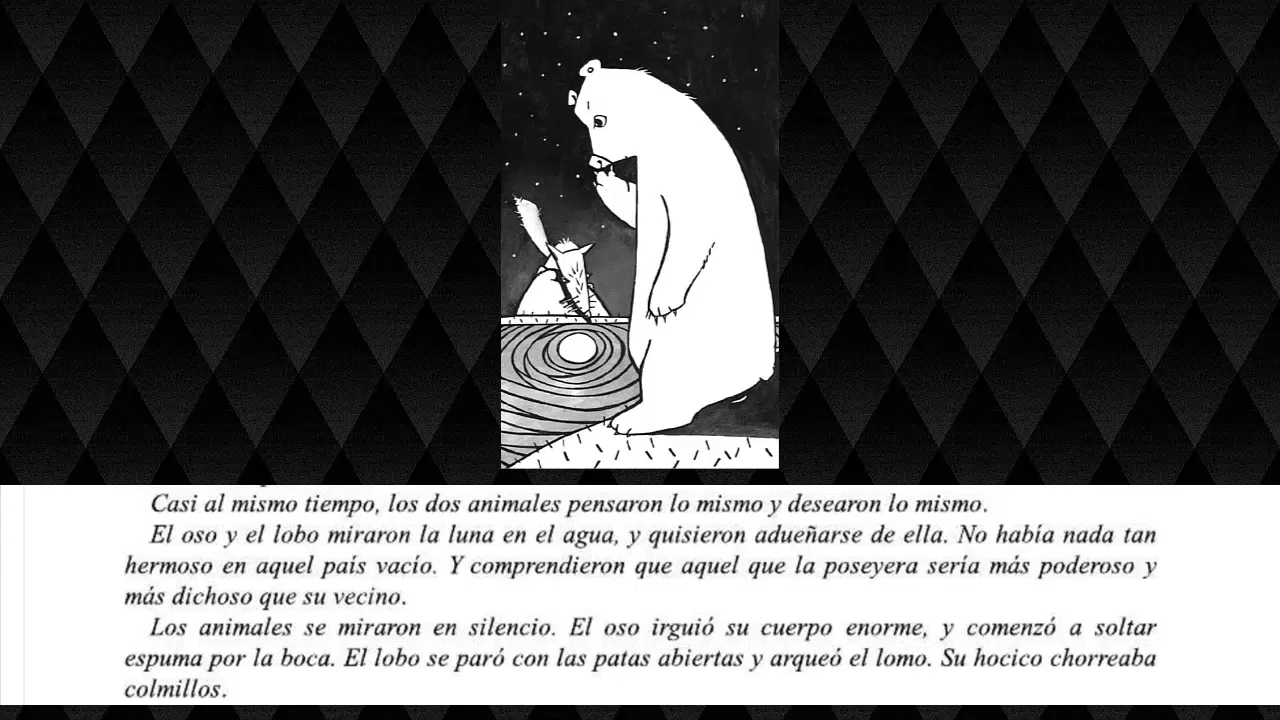 Casi al mismo tiempo, los dos animales pensaron lo mismo y desearon lo mismo.
El oso y el lobo miraron la luna en el agua, y quisieron adueñarse de ella. No había nada tan
hermoso en aquel país vacío. Y comprendieron que aquel que la poseyera sería más poderoso y
más dichoso que su vecino.
Los animales se miraron en silencio. El oso irguió su cuerpo enorme, y comenzó a soltar
espuma por la boca. El lobo se paró con las patas abiertas y arqueó el lomo. Su hocico chorreaba
colmillos.